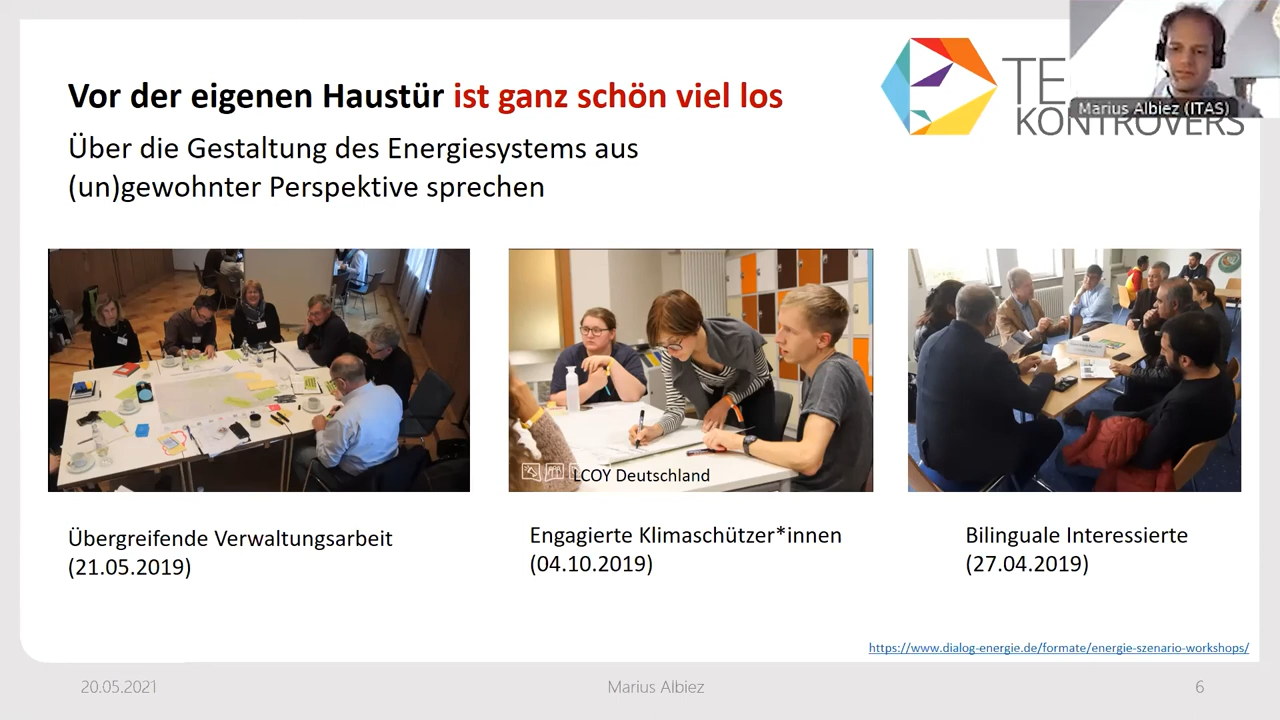 Vor der eigenen Haustür ist ganz schön viel los
Über die Gestaltung des Energiesystems aus
(un)gewohnter Perspektive sprechen
TE
KONTROVERS
Marius Albiez (ITAS)
LCOY Deutschland
Übergreifende Verwaltungsarbeit
(21.05.2019)
Engagierte Klimaschützer*innen
(04.10.2019)
Bilinguale Interessierte
(27.04.2019)
https://www.dialog-energie.de/formate/energie-szenario-workshops/
20.05.2021
Marius Albiez
6